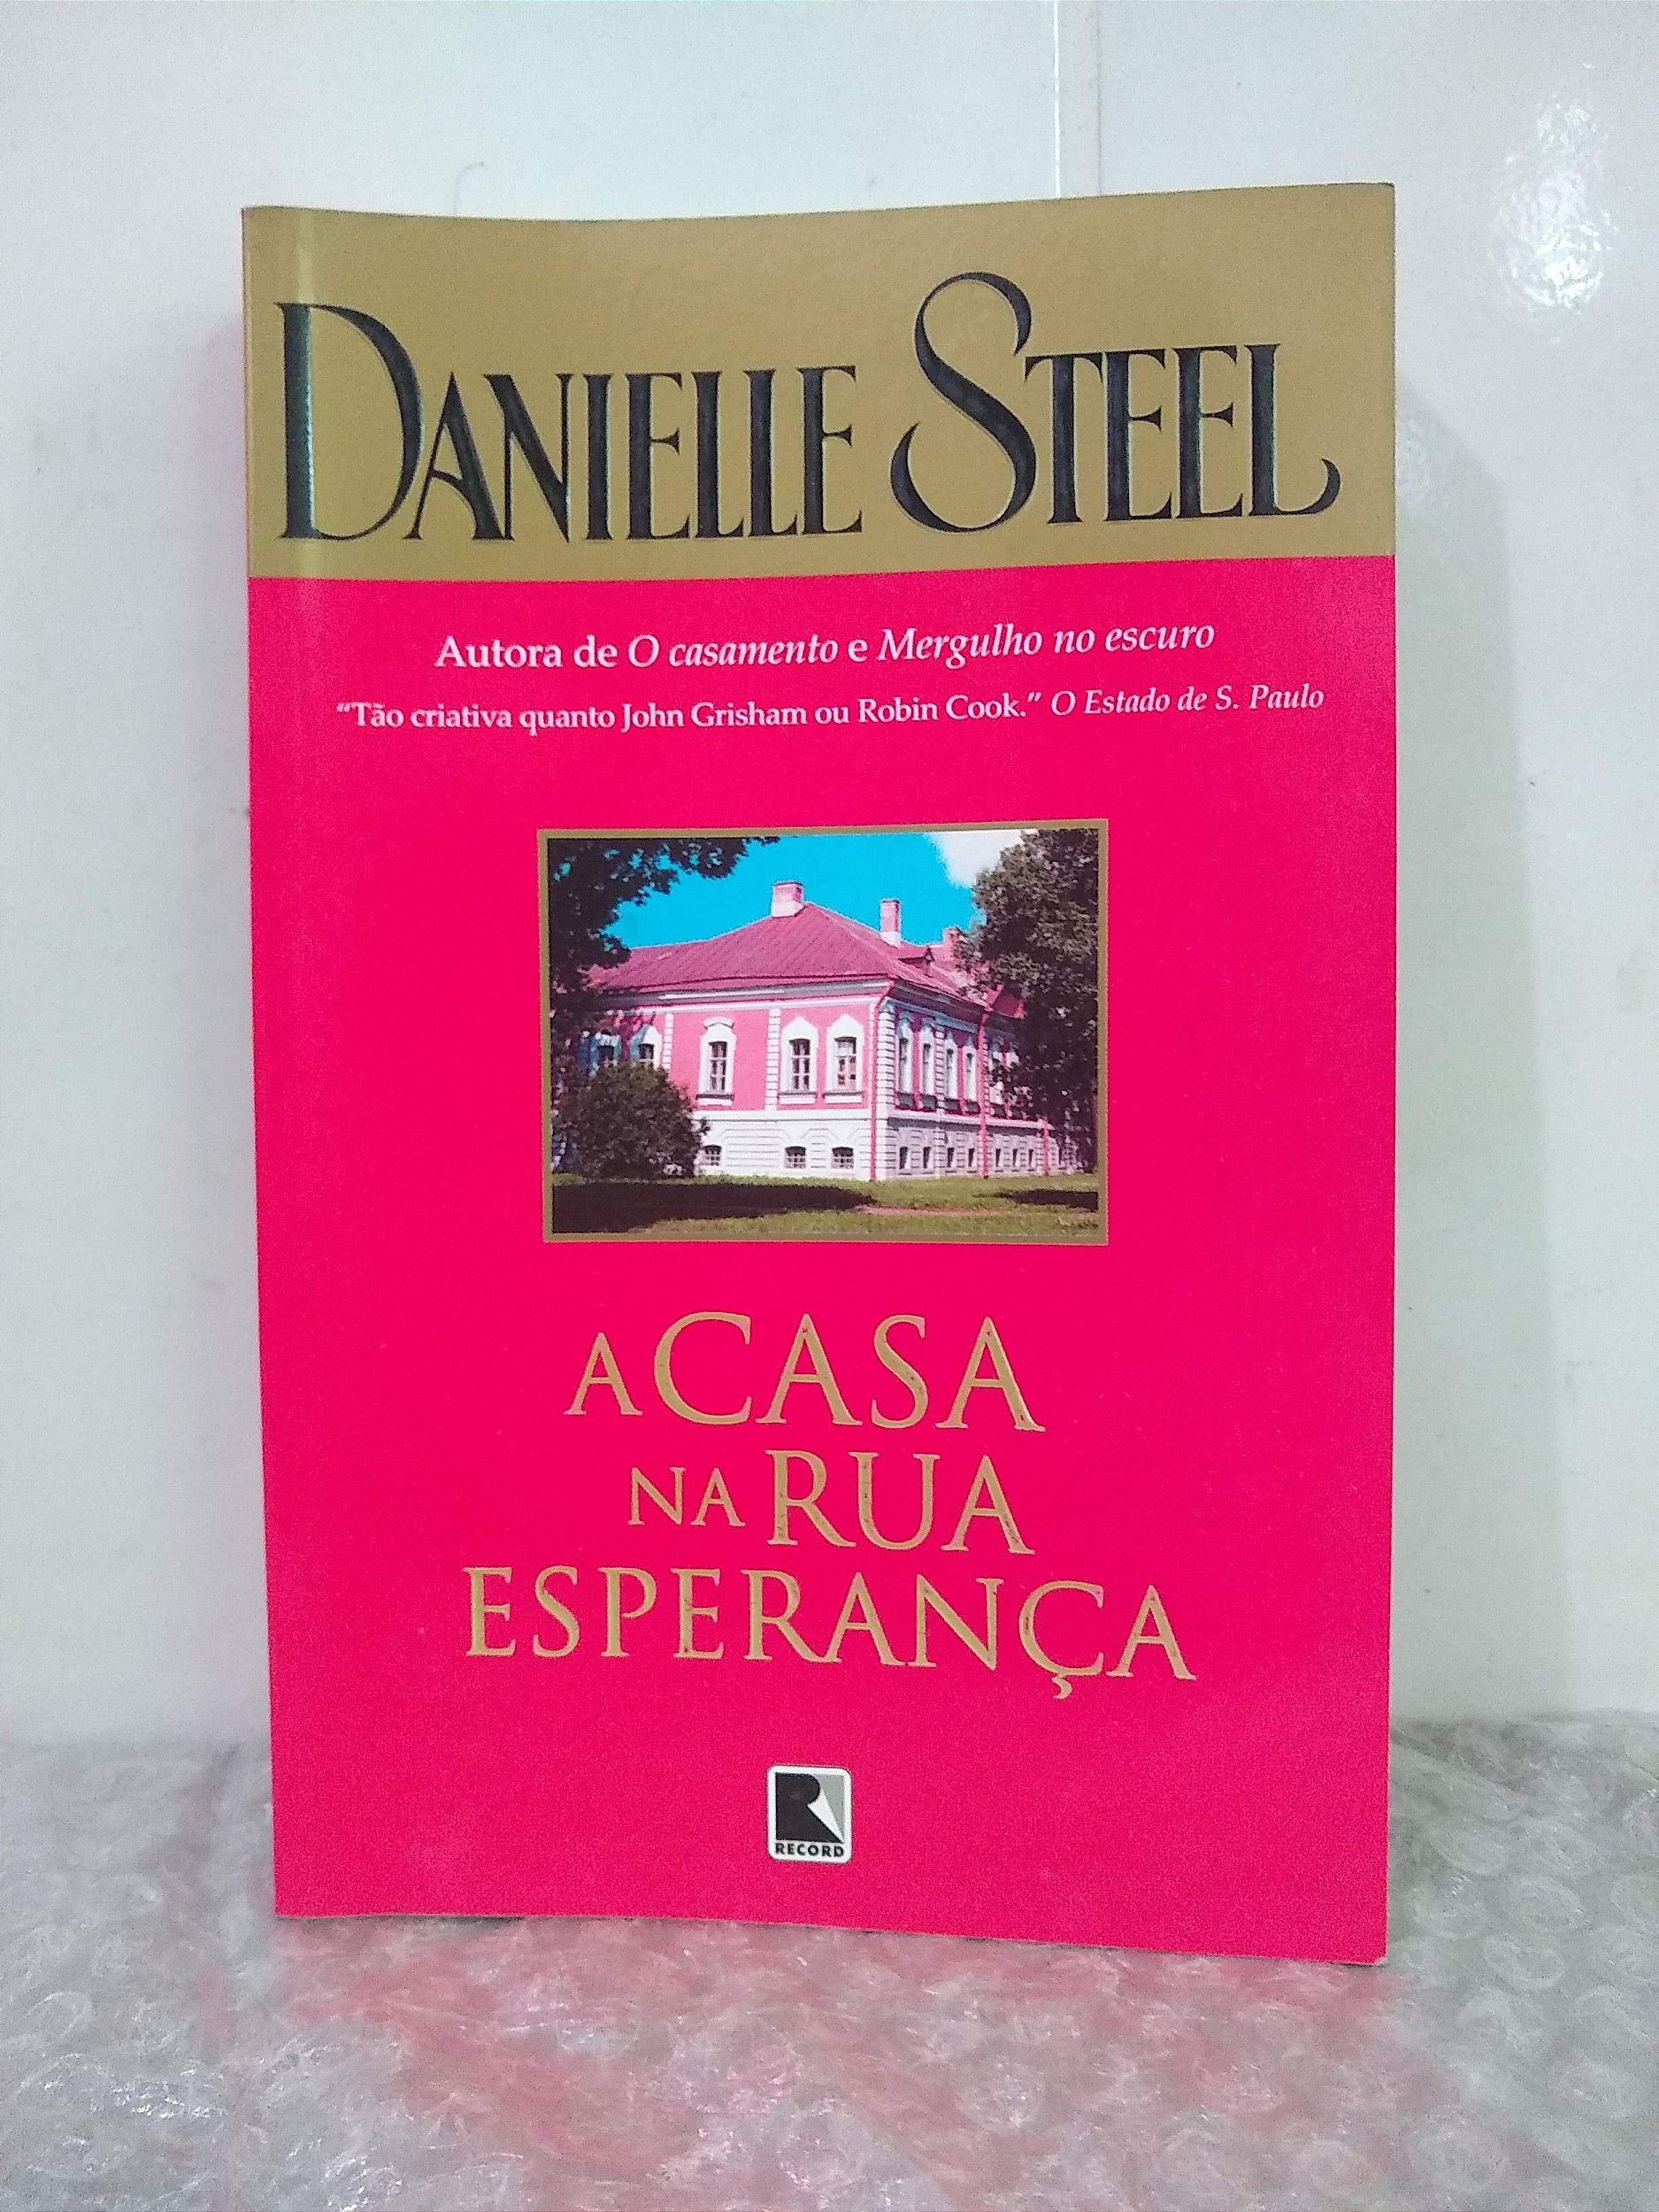 DANIELLE STEEL
Autora de O casamento e Mergulho no escuro
“Tão criativa quanto John Grisham ou Robin Cook.” O Estado de S. Paulo
A CASA
NA RUA
ESPERANÇA
R
RECORD